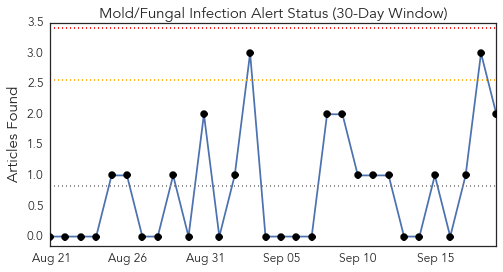 Mold/Fungal Infection Alert Status (30-Day Window)
Articles Found
3.5
3.0
2.5
2.0
1.5
1.0
0.5
0.0
Aug 21 Aug 26 Aug 31 Sep 05 Sep 10 Sep 15